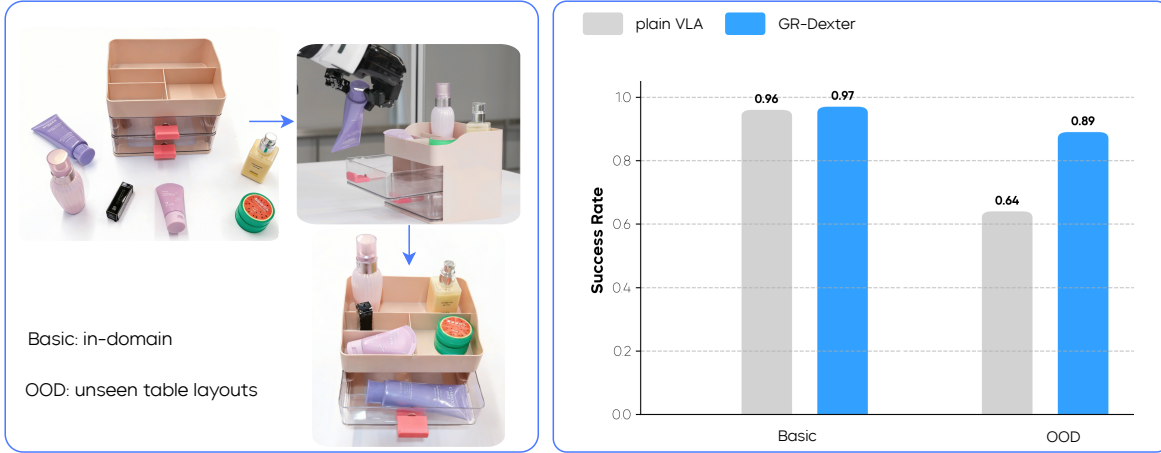 Basic: in-domain
OOD: unseen table layouts
plain VLA
GR-Dexter
Success Rate
1.0
0.8
0.6
0.4
0.2
0.0
0.96
0.97
0.64
0.89
Basic
OOD